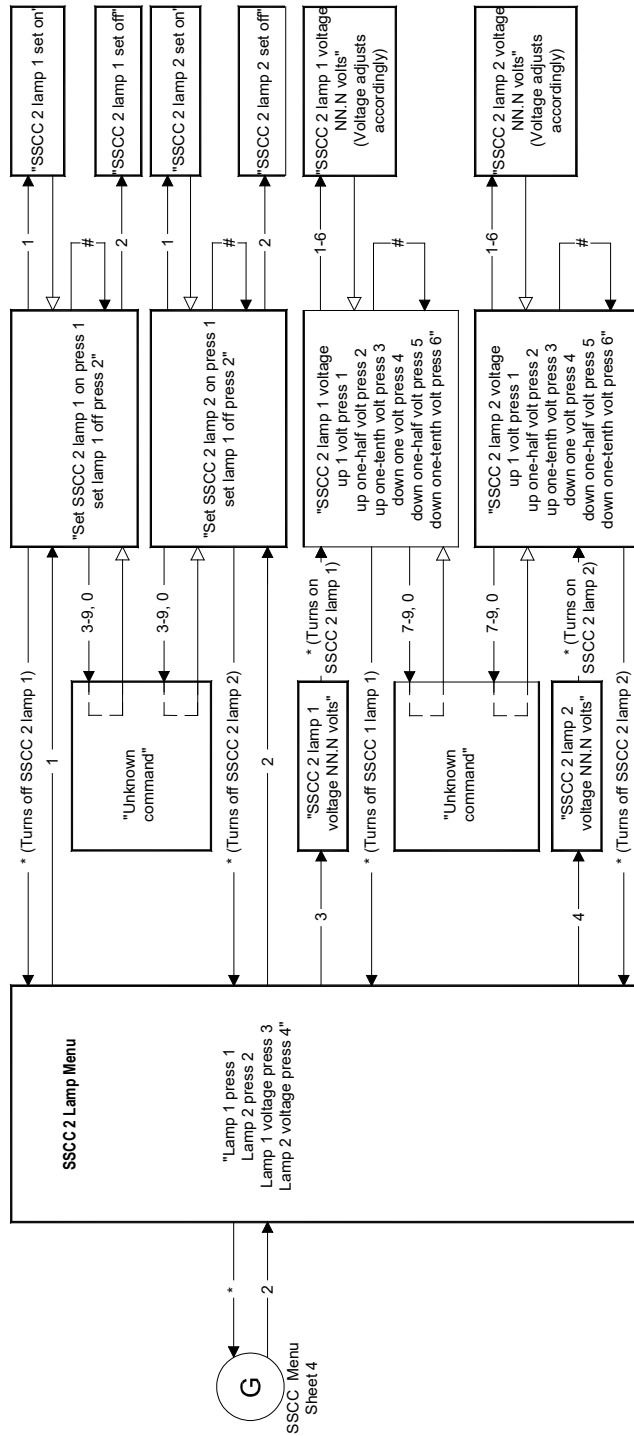 G
SSCC Menu
Sheet 4
*
2
SSCC 2 Lamp Menu
"Lamp 1 press 1
Lamp 2 press 2
Lamp 1 voltage press 3
Lamp 2 voltage press 4"
* (Turns off SSCC 2 lamp 1)
1
"Unknown
command"
3-9, 0
3-9, 0
* (Turns off SSCC 2 lamp 2)
2
"Set SSCC 2 lamp 1 on press 1
set lamp 1 off press 2"
1
"SSCC 2 lamp 1 set on"
#
2
"SSCC 2 lamp 1 set off"
"Set SSCC 2 lamp 2 on press 1
set lamp 1 off press 2"
1
"SSCC 2 lamp 2 set on"
#
2
"SSCC 2 lamp 2 set off"
3
"SSCC 2 lamp 1
voltage NN.N volts"
* (Turns on
SSCC 2 lamp 1)
* (Turns off SSCC 1 lamp 1)
"SSCC 2 lamp 1 voltage
up 1 volt press 1
up one-half volt press 2
up one-tenth volt press 3
down one volt press 4
down one-half volt press 5
down one-tenth volt press 6"
1-6
"SSCC 2 lamp 1 voltage
NN.N volts"
(Voltage adjusts
accordingly)
#
7-9, 0
"Unknown
command"
7-9, 0
4
"SSCC 2 lamp 2
voltage NN.N volts"
* (Turns on
SSCC 2 lamp 2)
* (Turns off SSCC 2 lamp 2)
"SSCC 2 lamp 2 voltage
up 1 volt press 1
up one-half volt press 2
up one-tenth volt press 3
down one volt press 4
down one-half volt press 5
down one-tenth volt press 6"
1-6
"SSCC 2 lamp 2 voltage
NN.N volts"
(Voltage adjusts
accordingly)
#